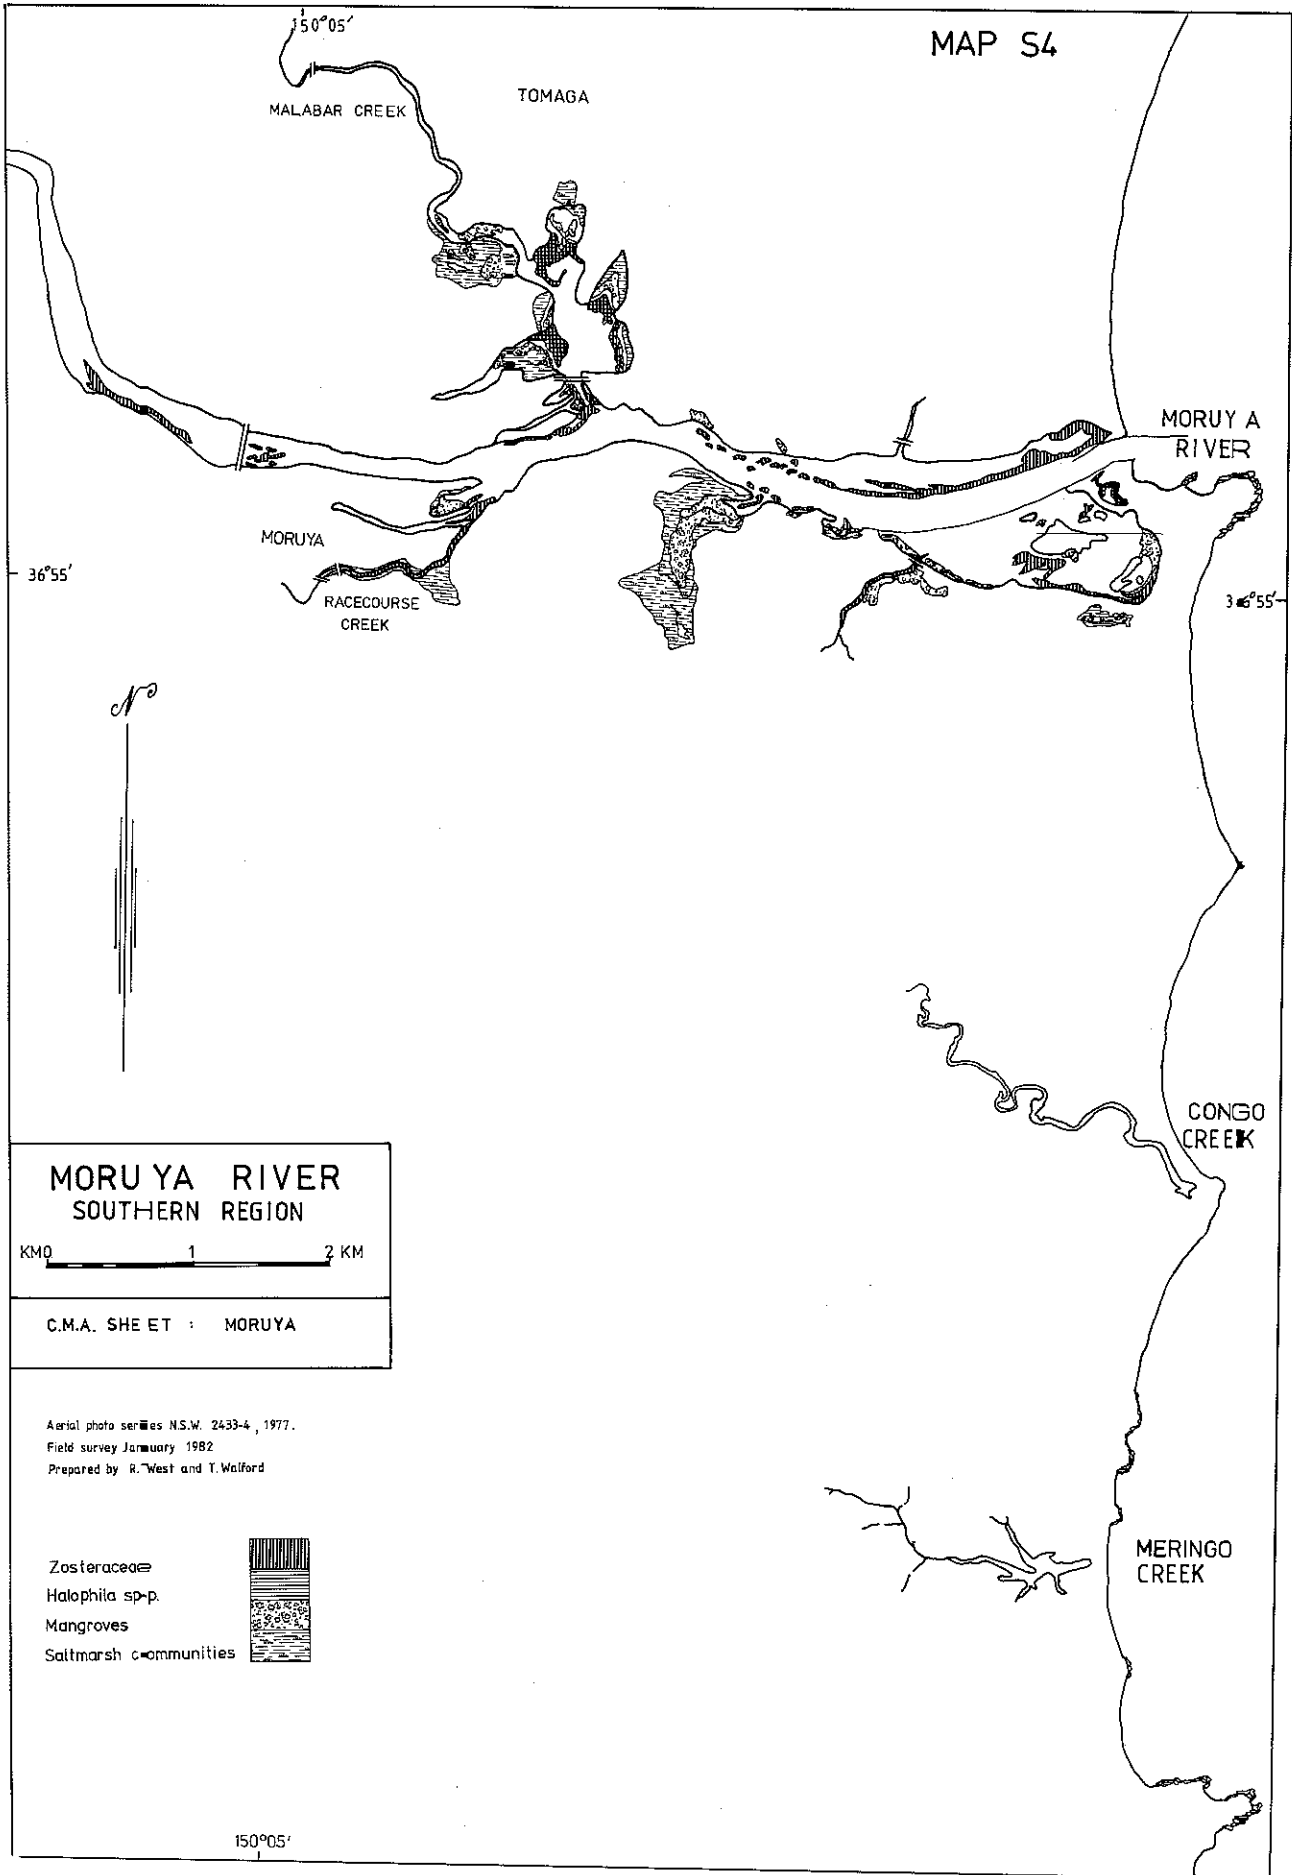 150°05'
MAP S4
MALABAR CREEK
TOMAGA
MORUYA
RIVER
MORUYA
36°55'
RACECOURSE
CREEK
36°55'
N
CONGO
CREEK
MORUYA RIVER
SOUTHERN REGION
KM0 1 2 KM
C.M.A. SHEET : MORUYA
Aerial photo series N.S.W. 2433-4, 1977.
Field survey January 1982
Prepared by R. West and T. Walford
MERINGO
CREEK
Zosteraceae
Halophila spp.
Mangroves
Saltmarsh communities
150°05'